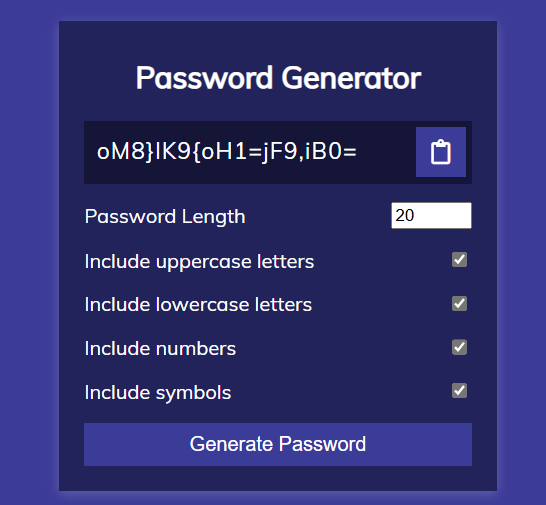 Password Generator
oM8}lK9{oH1=jF9,iB0=
Password Length
20
Include uppercase letters
Include lowercase letters
Include numbers
Include symbols
Generate Password